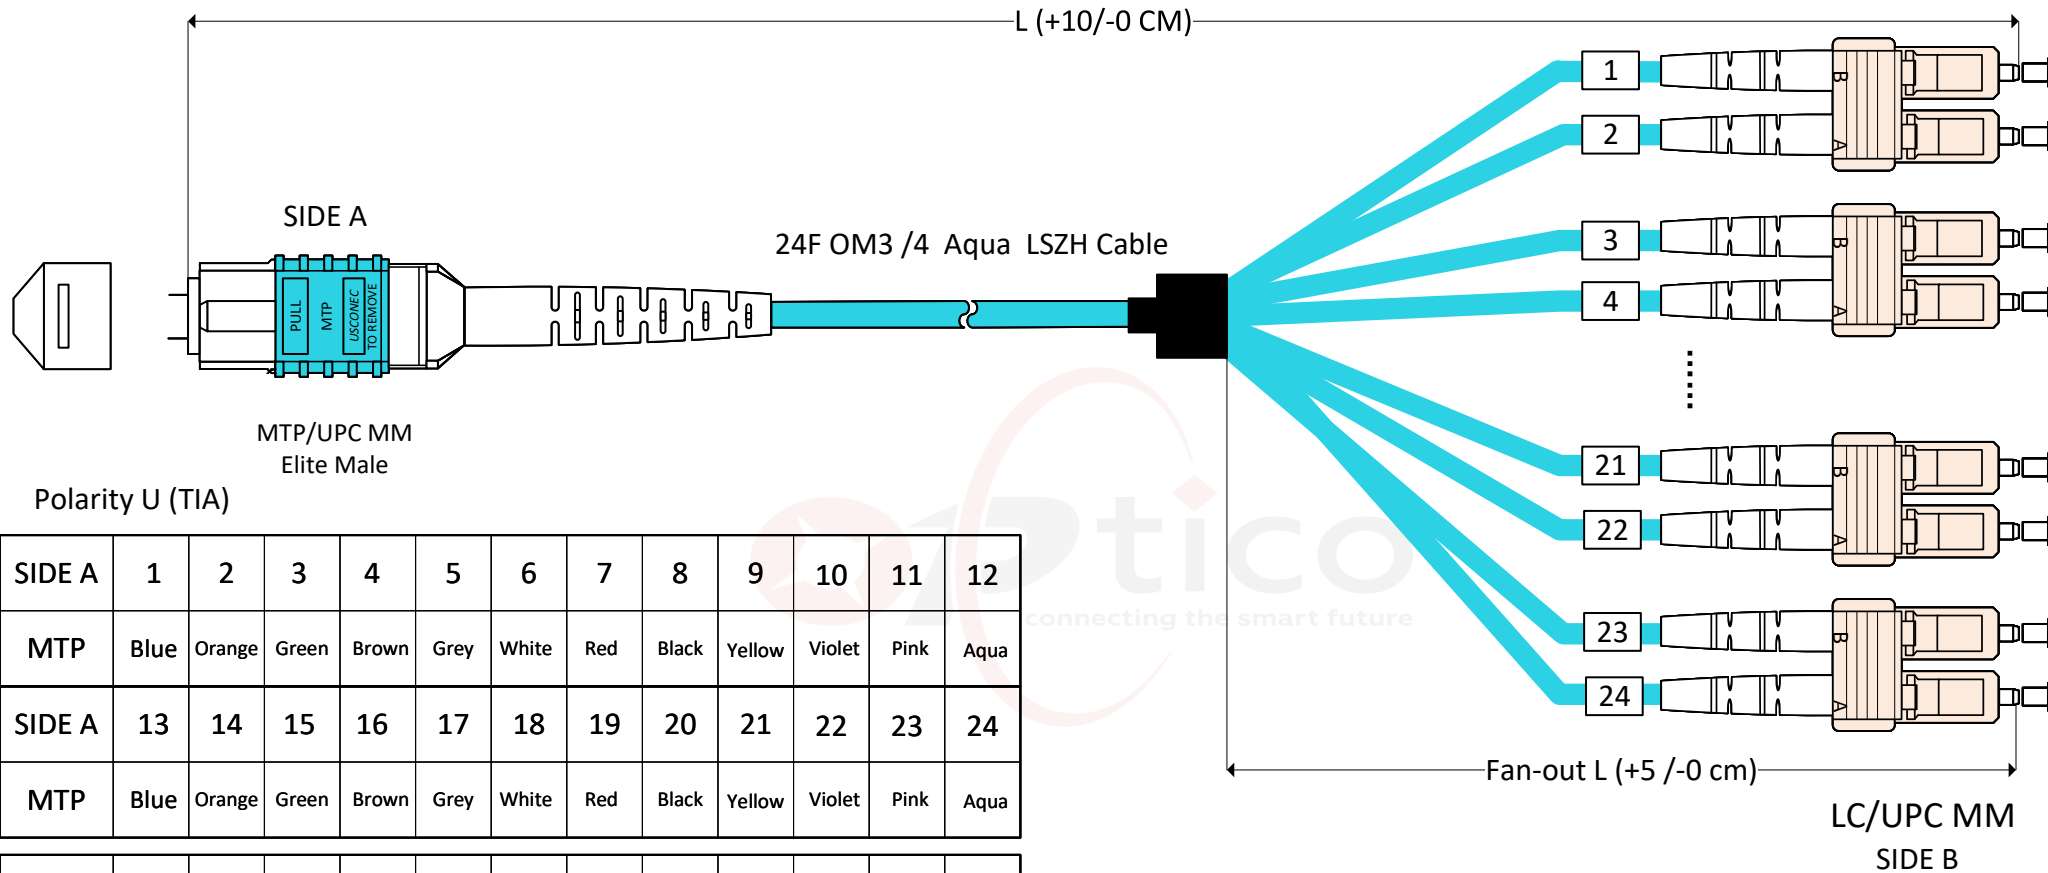 L (+10/-0 CM)
1
B
2
A
SIDE A
24F OM3 /4 Aqua LSZH Cable
3
B
4
A
PULL
MTP
USCONEC
TO REMOVE
MTP/UPC MM
Elite Male
21
B
22
A
23
B
24
A
Polarity U (TIA)
optico
connecting the smart future
SIDE A 1 2 3 4 5 6 7 8 9 10 11 12
MTP Blue Orange Green Brown Grey White Red Black Yellow Violet Pink Aqua
SIDE A 13 14 15 16 17 18 19 20 21 22 23 24
MTP Blue Orange Green Brown Grey White Red Black Yellow Violet Pink Aqua
Fan-out L (+5 /-0 cm)
LC/UPC MM
SIDE B